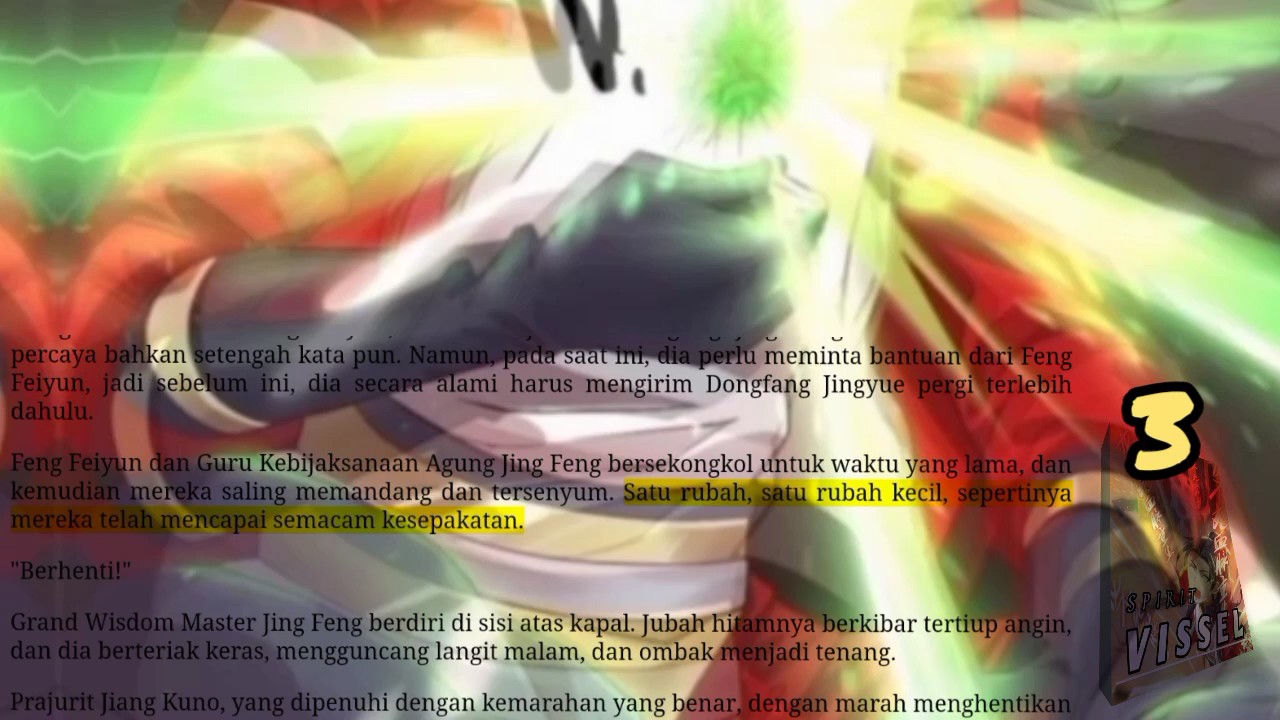 N.
percaya bahkan setengah kata pun. Namun, pada saat ini, dia perlu meminta bantuan dari Feng
Feiyun, jadi sebelum ini, dia secara alami harus mengirim Dongfang Jingyue pergi terlebih
dahulu.
Feng Feiyun dan Guru Kebijaksanaan Agung Jing Feng bersekongkol untuk waktu yang lama, dan
kemudian mereka saling memandang dan tersenyum. Satu rubah, satu rubah kecil, sepertinya
mereka telah mencapai semacam kesepakatan.
"Berhenti!"
Grand Wisdom Master Jing Feng berdiri di sisi atas kapal. Jubah hitamnya berkibar tertiup angin,
dan dia berteriak keras, mengguncang langit malam, dan ombak menjadi tenang.
Prajurit Jiang Kuno, yang dipenuhi dengan kemarahan yang benar, dengan marah menghentikan
3
SPIRIT
VISSEL